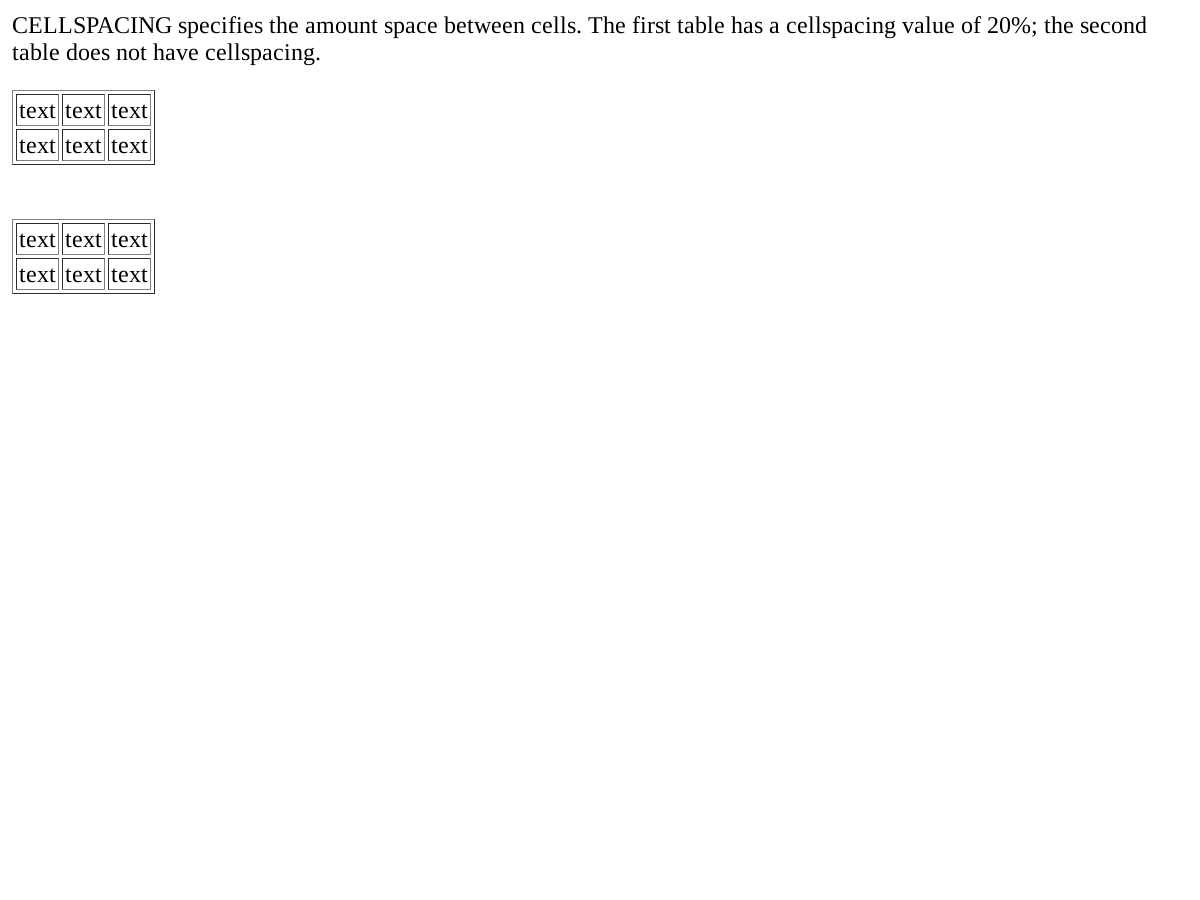 CELLSPACING specifies the amount space between cells. The first table has a cellspacing value of 20%; the second
table does not have cellspacing.
text text text
text text text
text text text
text text text